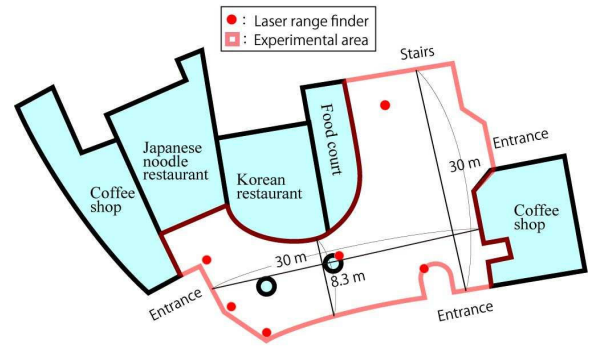 : Laser range finder
: Experimental area
Stairs
Food court
Japanese
noodle
restaurant
Entrance
30 m
Korean
restaurant
Coffee
shop
Coffee
shop
30 m
8.3 m
Entrance
Entrance